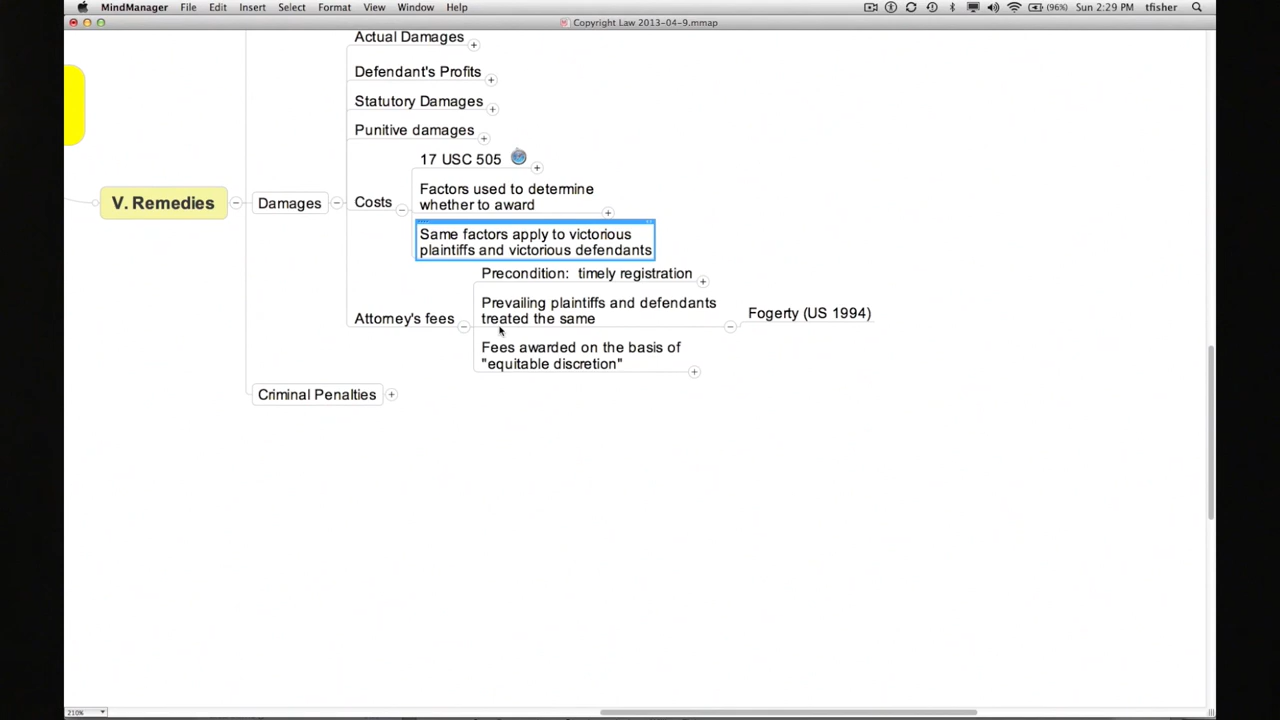 MindManager File Edit Insert Select Format View Window Help (96%) Sun 2:29 PM tfisher
Copyright Law 2013-04-9.mmap
Actual Damages
Defendant's Profits
Statutory Damages
Punitive damages
17 USC 505
Factors used to determine
whether to award
V. Remedies
Damages
Costs
Same factors apply to victorious
plaintiffs and victorious defendants
Precondition: timely registration
Prevailing plaintiffs and defendants
treated the same
Fogerty (US 1994)
Attorney's fees
Fees awarded on the basis of
"equitable discretion"
Criminal Penalties
210%